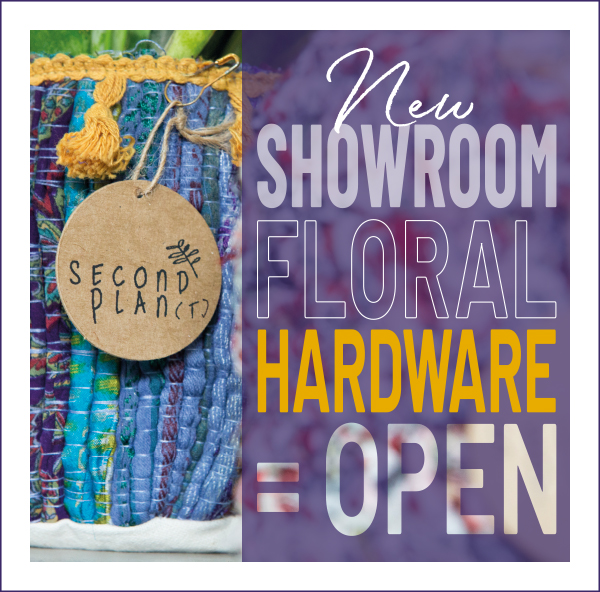 SECOND
PLAN(T)
New
SHOWROOM
FLORAL
HARDWARE
= OPEN